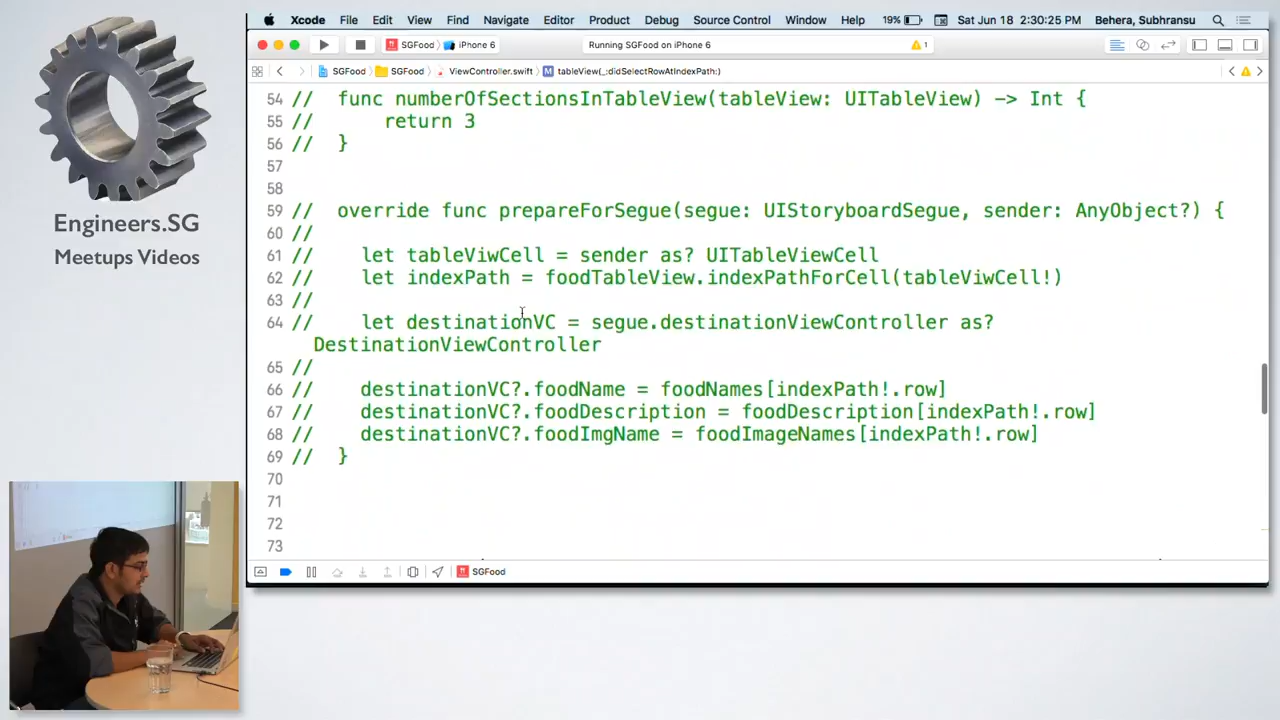 Xcode File Edit View Find Navigate Editor Product Debug Source Control Window Help 19% Sat Jun 18 2:30:25 PM Behera, Subhransu
SGFood iPhone 6 Running SGFood on iPhone 6 1
SGFood SGFood ViewController.swift M tableView(_:didSelectRowAtIndexPath:)
54 // func numberOfSectionsInTableView(tableView: UITableView) -> Int {
55 // return 3
56 // }
57
58
59 // override func prepareForSegue(segue: UIStoryboardSegue, sender: AnyObject?) {
60 //
61 // let tableViwCell = sender as? UITableViewCell
62 // let indexPath = foodTableView.indexPathForCell(tableViwCell!)
63 //
64 // let destinationVC = segue.destinationViewController as?
DestinationViewController
65 //
66 // destinationVC?.foodName = foodNames[indexPath!.row]
67 // destinationVC?.foodDescription = foodDescription[indexPath!.row]
68 // destinationVC?.foodImgName = foodImageNames[indexPath!.row]
69 // }
70
71
72
73
SGFood
Engineers.SG
Meetups Videos